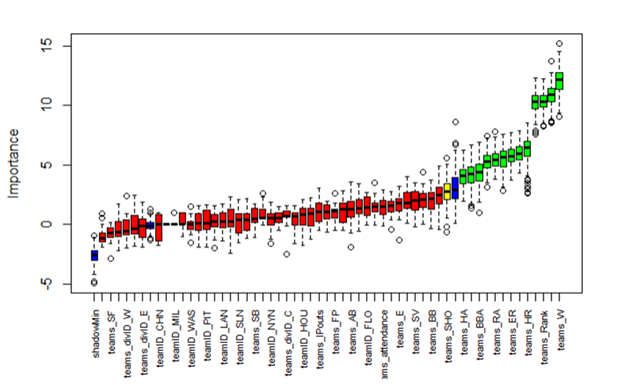 Importance
15
10
5
0
-5
shadowMin
teams_SF
teams_divID_W
teams_divID_E
teamID_CHN
teamID_MIL
teamID_WAS
teamID_PIT
teamID_LAN
teamID_SLN
teams_SB
teamID_NYN
teams_divID_C
teamID_HOU
teams_IPouts
teams_FP
teams_AB
teamID_FLO
ams_attendance
teams_E
teams_SV
teams_BB
teams_SHO
teams_HA
teams_BBA
teams_RA
teams_ER
teams_HR
teams_Rank
teams_W